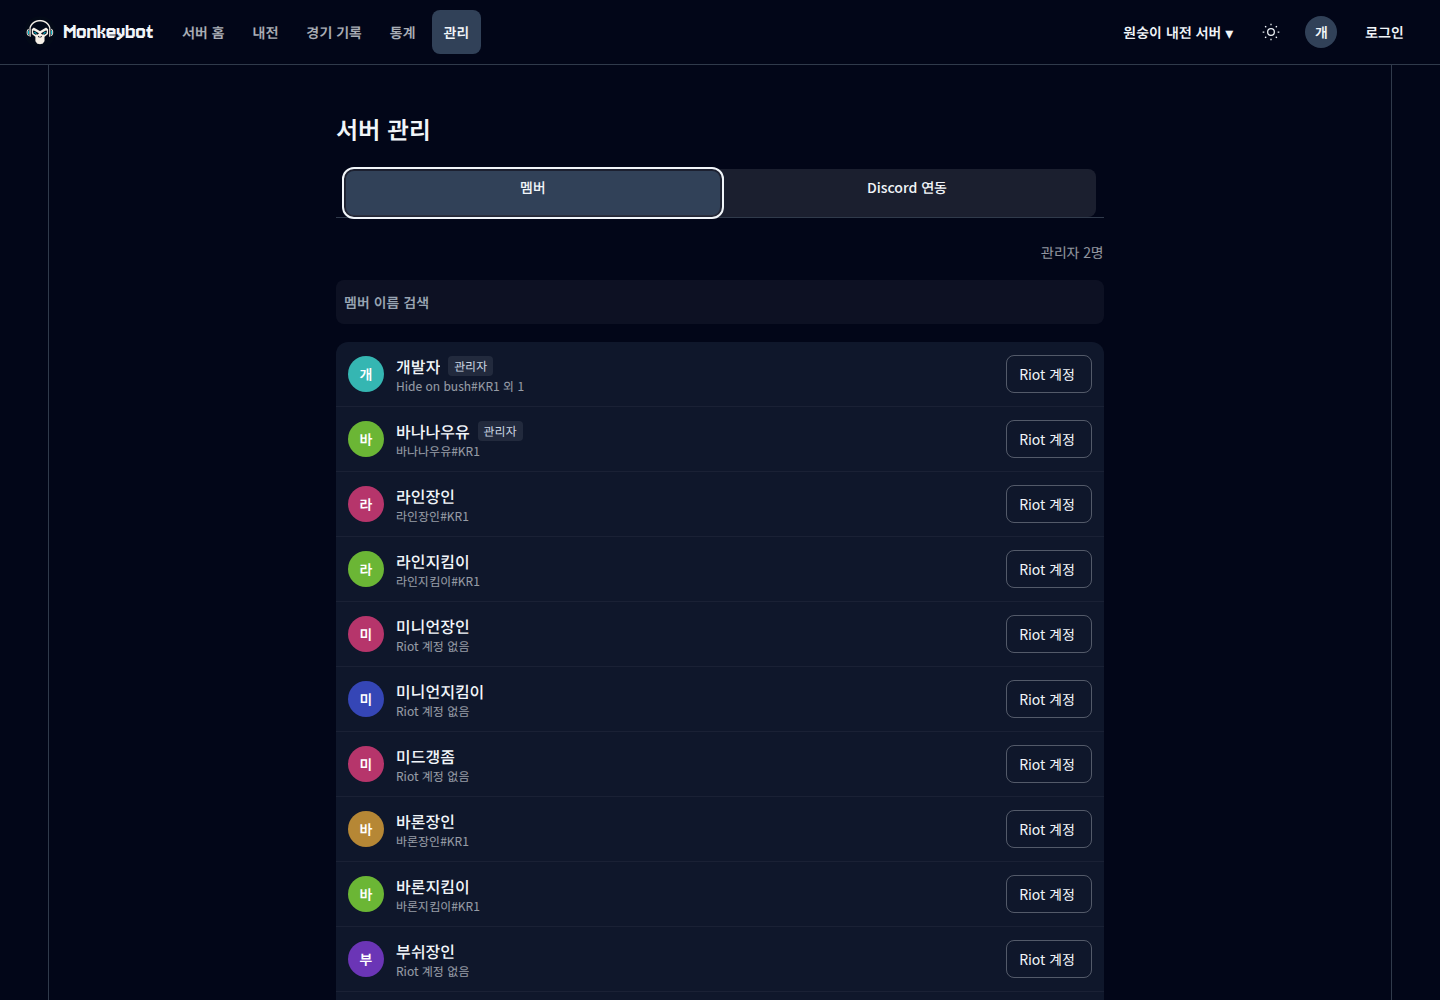 Monkeybot 서버 홈 내전 경기 기록 통계 관리 원숭이 내전 서버 ▾ 개 로그인
서버 관리
멤버 Discord 연동
관리자 2명
멤버 이름 검색
개 개발자 관리자 Riot 계정
Hide on bush#KR1 외 1
바 바나나우유 관리자 Riot 계정
바나나우유#KR1
라 라인장인 Riot 계정
라인장인#KR1
라 라인지킴이 Riot 계정
라인지킴이#KR1
미 미니언장인 Riot 계정
Riot 계정 없음
미 미니언지킴이 Riot 계정
Riot 계정 없음
미 미드갱좀 Riot 계정
Riot 계정 없음
바 바론장인 Riot 계정
바론장인#KR1
바 바론지킴이 Riot 계정
바론지킴이#KR1
부 부쉬장인 Riot 계정
Riot 계정 없음